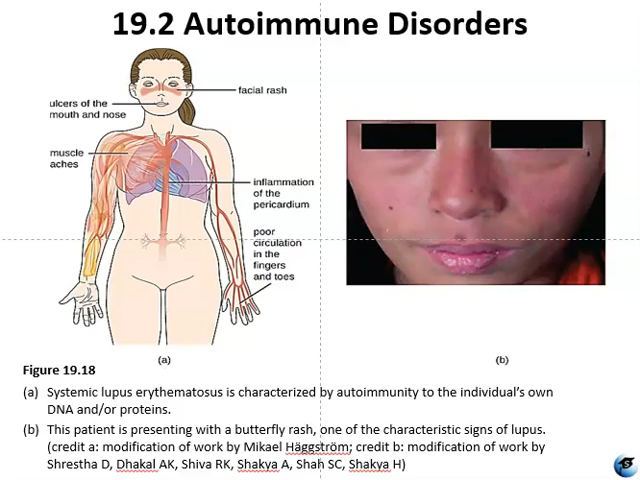 19.2 Autoimmune Disorders
facial rash
ulcers of the
mouth and nose
muscle
aches
inflammation
of the
pericardium
poor
circulation
in the
fingers
and toes
(a)
(b)
Figure 19.18
(a) Systemic lupus erythematosus is characterized by autoimmunity to the individual's own
DNA and/or proteins.
(b) This patient is presenting with a butterfly rash, one of the characteristic signs of lupus.
(credit a: modification of work by Mikael Häggström; credit b: modification of work by
Shrestha D, Dhakal AK, Shiva RK, Shakya A, Shah SC, Shakya H)